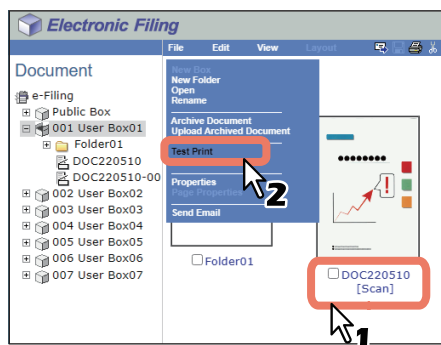 Electronic Filing
File Edit View Layout
Document
e-Filing
Public Box
001 User Box01
Folder01
DOC220510
DOC220510-00
002 User Box02
003 User Box03
004 User Box04
005 User Box05
006 User Box06
007 User Box07
New Box
New Folder
Open
Rename
Archive Document
Upload Archived Document
Test Print
Properties
Page Properties
Send Email
2
Folder01
!
DOC220510
[Scan]
1